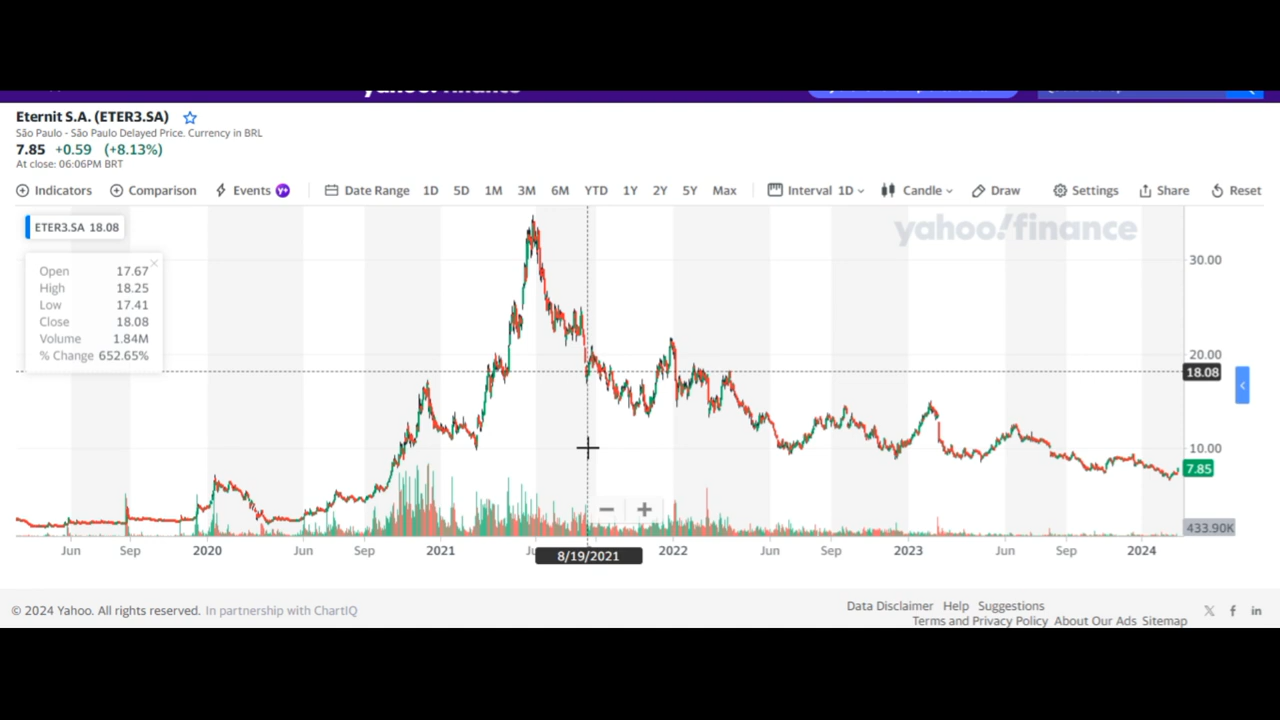 yahoo! finance
Eternit S.A. (ETER3.SA)
São Paulo - São Paulo Delayed Price. Currency in BRL
7.85 +0.59 (+8.13%)
At close: 06:06PM BRT
Indicators Comparison Events Y+ Date Range 1D 5D 1M 3M 6M YTD 1Y 2Y 5Y Max Interval 1D Candle Draw Settings Share Reset
ETER3.SA 18.08
yahoo!finance
Open 17.67
High 18.25
Low 17.41
Close 18.08
Volume 1.84M
% Change 652.65%
30.00
20.00
18.08
10.00
7.85
433.90K
Jun Sep 2020 Jun Sep 2021 2022 Jun Sep 2023 Jun Sep 2024
8/19/2021
© 2024 Yahoo. All rights reserved. In partnership with ChartIQ
Data Disclaimer Help Suggestions
Terms and Privacy Policy About Our Ads Sitemap